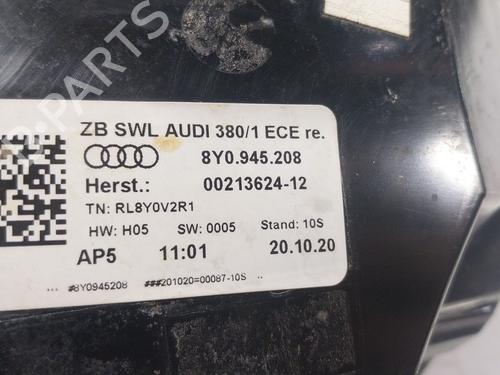 B-PARTS
ZB SWL AUDI 380/1 ECE re.
8Y0.945.208
Herst.: 00213624-12
TN: RL8Y0V2R1
HW: H05 SW: 0005 Stand: 10S
AP5 11:01 20.10.20
#8Y0945208 ###201020=00087-10S